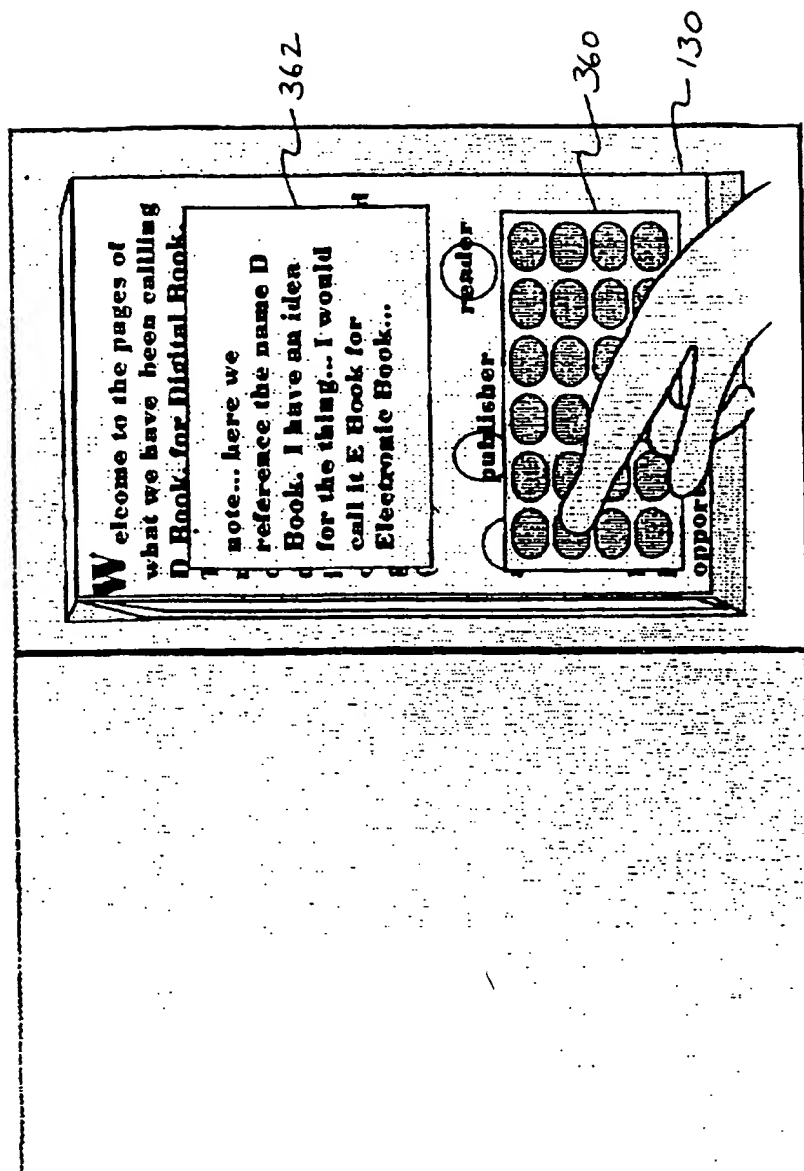 Welcome to the pages of
what we have been callling
D Book, for Digital Book.
note... here we
reference the name D
Book. I have an idea
for the thing... I would
call it E Book for
Electronic Book...
362
publisher reader
360
oppor
130